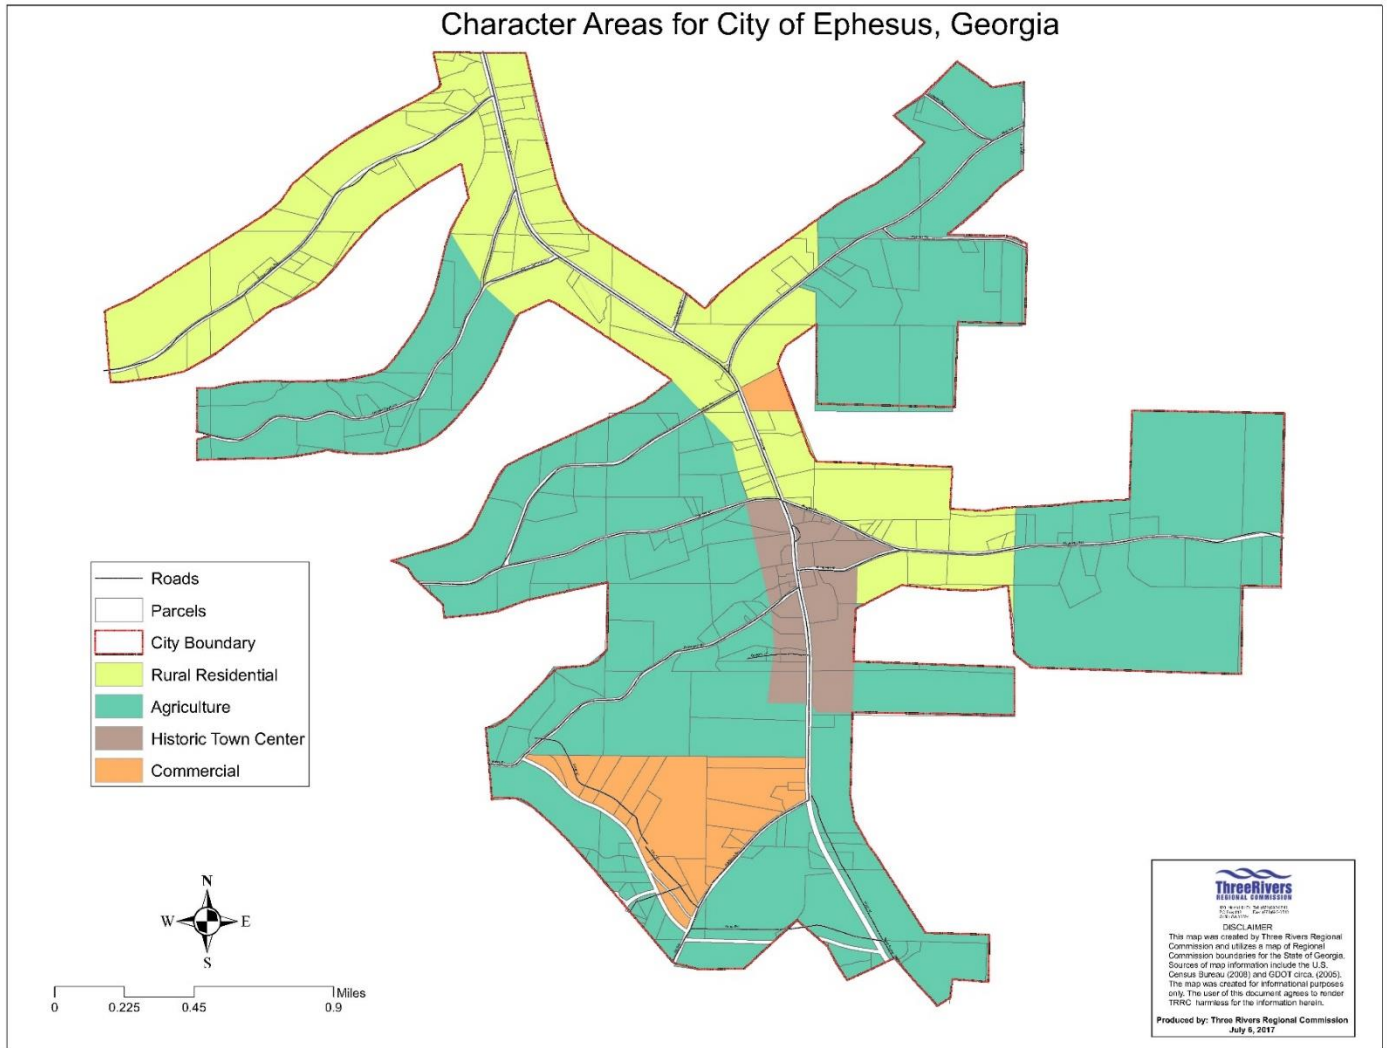 Character Areas for City of Ephesus, Georgia
Roads
Parcels
City Boundary
Rural Residential
Agriculture
Historic Town Center
Commercial
N
W E
S
Miles
0 0.225 0.45 0.9
ThreeRivers
REGIONAL COMMISSION
DISCLAIMER
This map was created by Three Rivers Regional
Commission and utilizes a map of Regional
Commission boundaries for the State of Georgia.
Sources of map information include the U.S.
Census Bureau (2008) and GDOT circa. (2005).
The map was created for informational purposes
only. The user of this document agrees to render
TRRC harmless for the information herein.
Produced by: Three Rivers Regional Commission
July 6, 2017